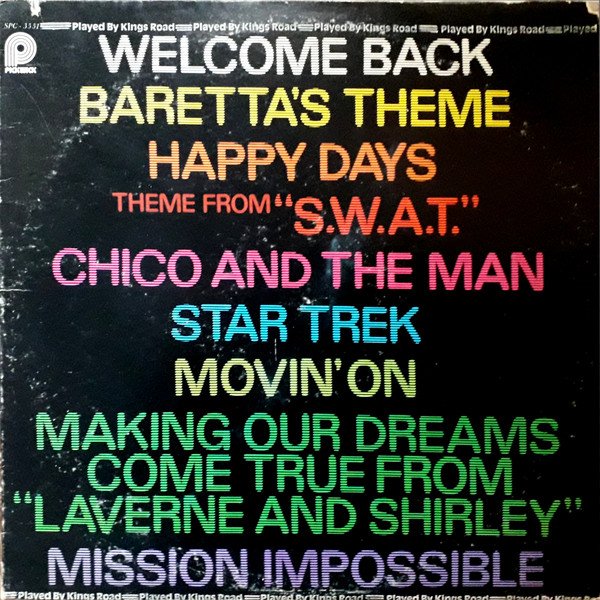 Played By Kings Road Played By Kings Road Played By Kings Road Played By Kings Road Played
SPC-3531
PICKWICK
WELCOME BACK
BARETTA'S THEME
HAPPY DAYS
THEME FROM "S.W.A.T."
CHICO AND THE MAN
STAR TREK
MOVIN' ON
MAKING OUR DREAMS
COME TRUE FROM
"LAVERNE AND SHIRLEY"
MISSION IMPOSSIBLE
Played By Kings Road Played By Kings Road Played By Kings Road Played By Kings Road